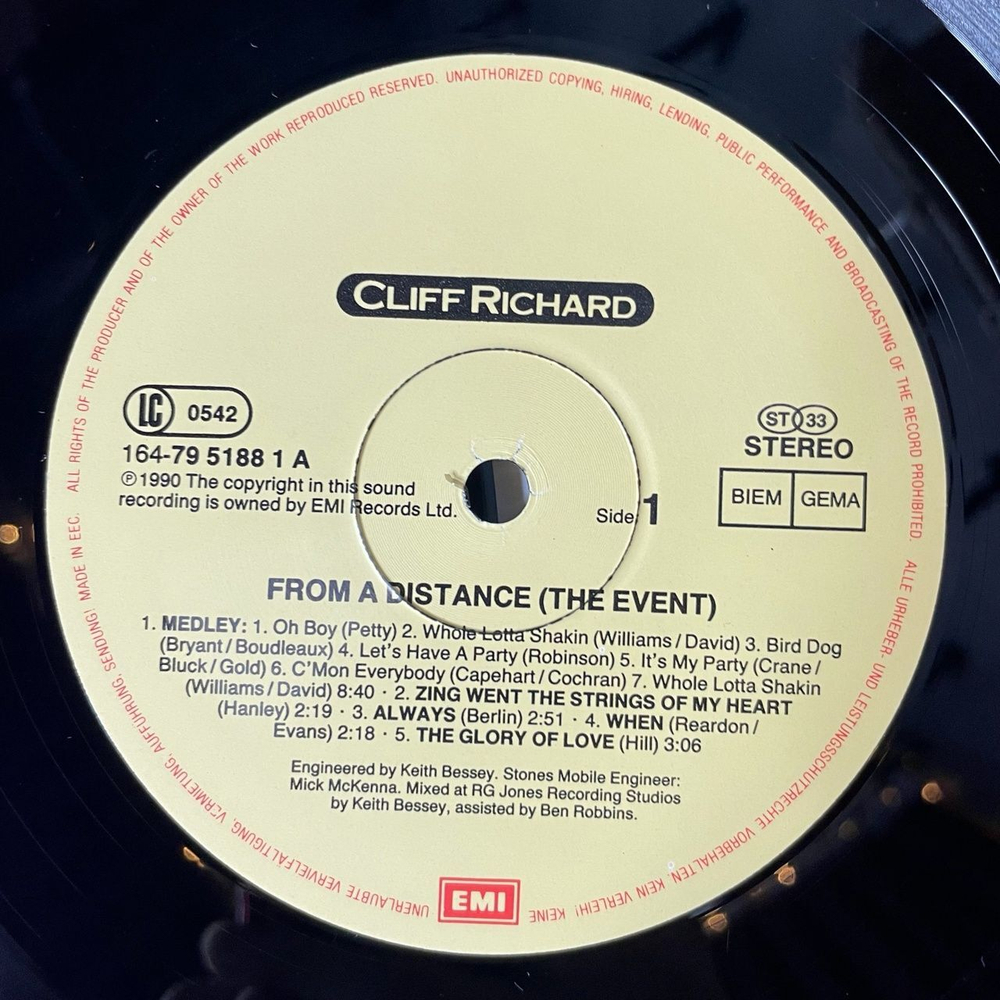 ALL RIGHTS OF THE PRODUCER AND OF THE OWNER OF THE WORK REPRODUCED RESERVED. UNAUTHORIZED COPYING, HIRING, LENDING, PUBLIC PERFORMANCE AND BROADCASTING OF THE RECORD PROHIBITED.
ALLE URHEBER- UND LEISTUNGSSCHUTZRECHTE VORBEHALTEN KEIN VERLEIH! KEINE
UNERLAUBTE VERVIELFÄLTIGUNG, VERMIETUNG, AUFFÜHRUNG, SENDUNG! MADE IN EEC.
CLIFF RICHARD
LC 0542
164-79 5188 1 A
℗ 1990 The copyright in this sound
recording is owned by EMI Records Ltd.
ST 33
STEREO
BIEM GEMA
Side: 1
FROM A DISTANCE (THE EVENT)
1. MEDLEY: 1. Oh Boy (Petty) 2. Whole Lotta Shakin (Williams / David) 3. Bird Dog
(Bryant / Boudleaux) 4. Let's Have A Party (Robinson) 5. It's My Party (Crane /
Bluck / Gold) 6. C'Mon Everybody (Capehart / Cochran) 7. Whole Lotta Shakin
(Williams / David) 8:40 · 2. ZING WENT THE STRINGS OF MY HEART
(Hanley) 2:19 · 3. ALWAYS (Berlin) 2:51 · 4. WHEN (Reardon /
Evans) 2:18 · 5. THE GLORY OF LOVE (Hill) 3:06
Engineered by Keith Bessey. Stones Mobile Engineer:
Mick McKenna. Mixed at RG Jones Recording Studios
by Keith Bessey, assisted by Ben Robbins.
EMI